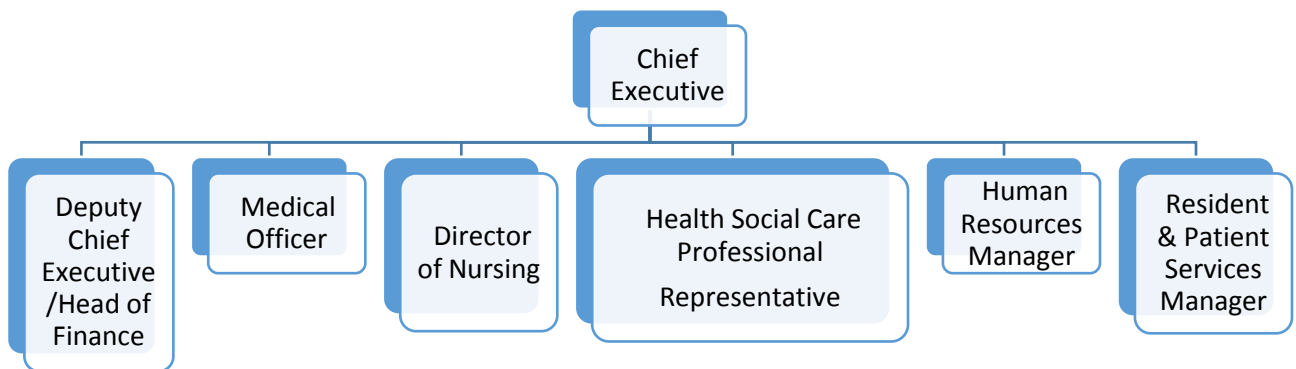 Chief
Executive
Deputy
Chief
Executive
/Head of
Finance
Medical
Officer
Director
of Nursing
Health Social Care
Professional
Representative
Human
Resources
Manager
Resident
& Patient
Services
Manager